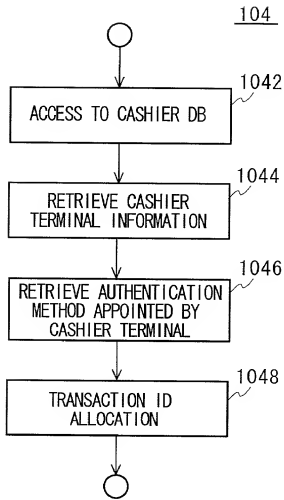 104
1042
ACCESS TO CASHIER DB
1044
RETRIEVE CASHIER
TERMINAL INFORMATION
1046
RETRIEVE AUTHENTICATION
METHOD APPOINTED BY
CASHIER TERMINAL
1048
TRANSACTION ID
ALLOCATION